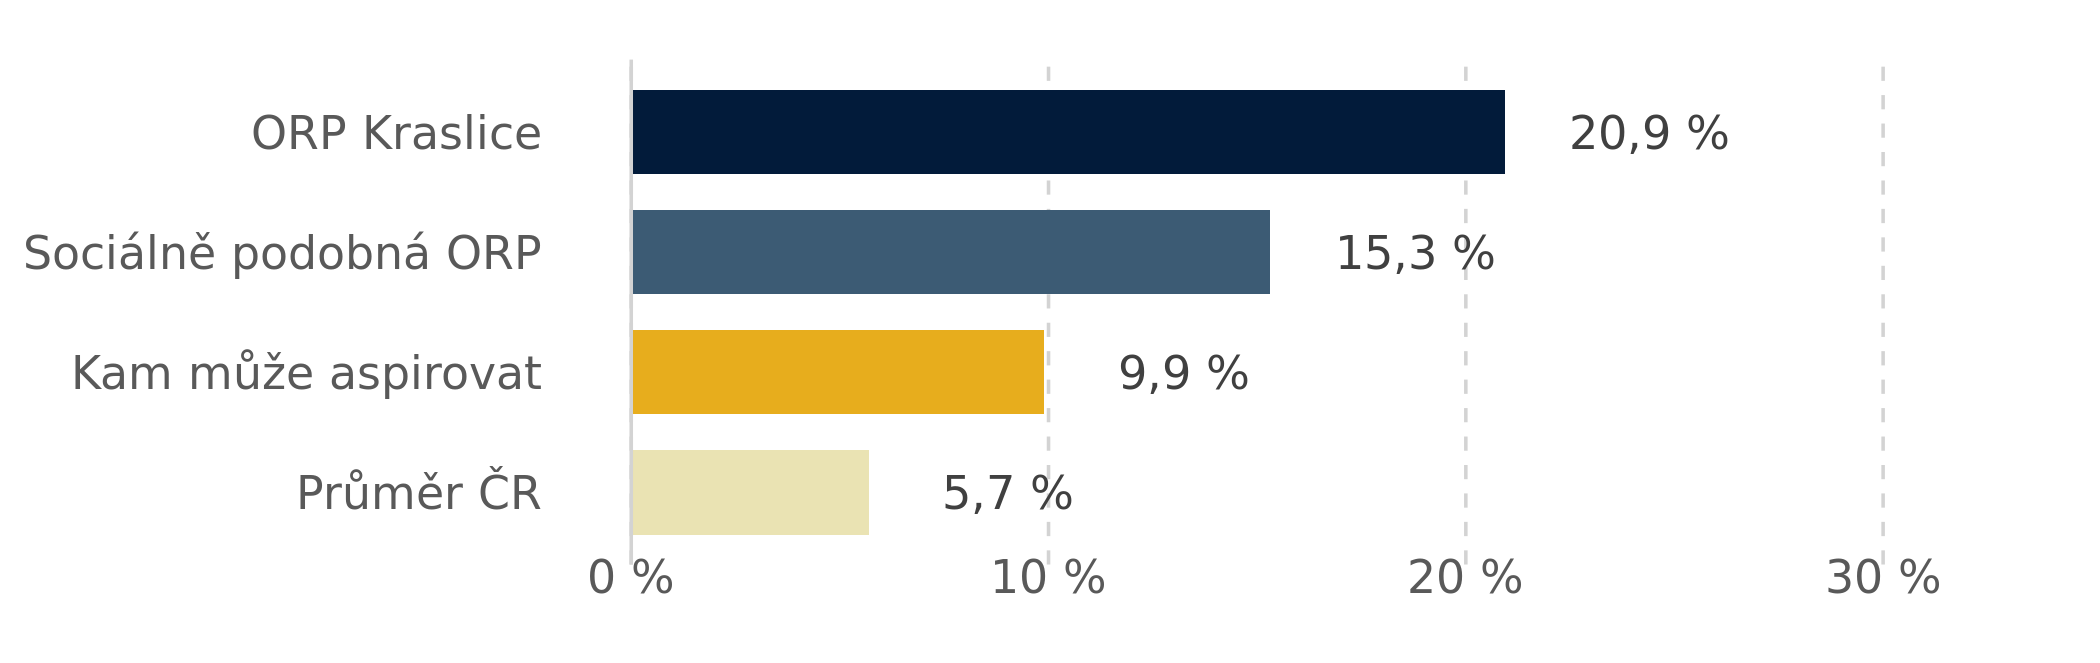 ORP Kraslice 20,9 %
Sociálně podobná ORP 15,3 %
Kam může aspirovat 9,9 %
Průměr ČR 5,7 %
0 % 10 % 20 % 30 %